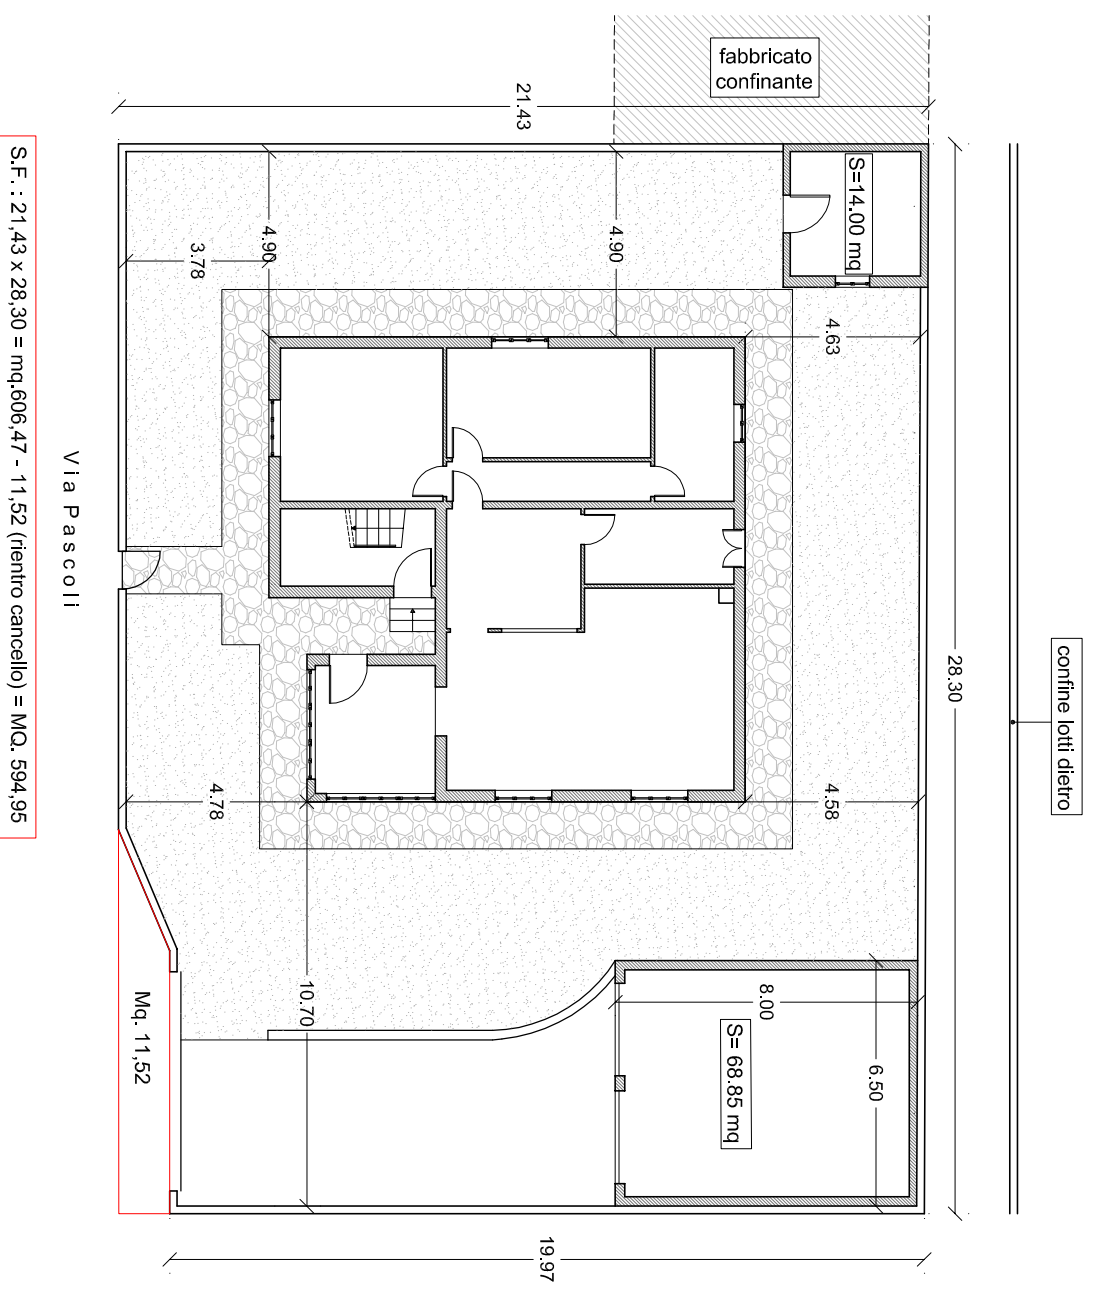 fabbricato
confinante
21.43
S=14.00 mq
4.90
4.90
3.78
4.63
28.30
confine lotti dietro
Via Pascoli
S.F. : 21,43 x 28,30 = mq.606,47 - 11,52 (rientro cancello) = MQ. 594,95
4.78
4.58
10.70
8.00
6.50
S= 68.85 mq
Mq. 11,52
19.97